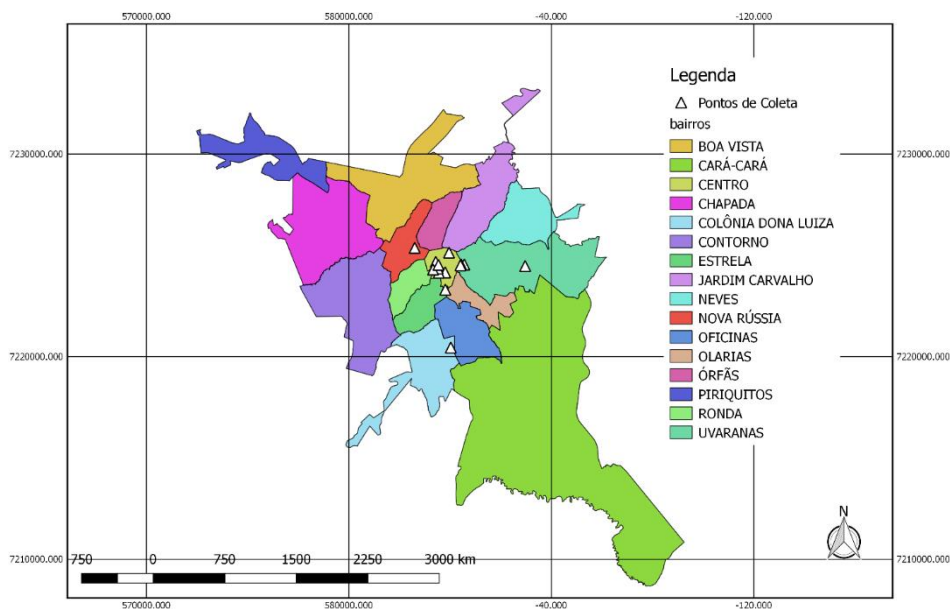 570000.000 580000.000 -40.000 -120.000
Legenda
Pontos de Coleta
bairros
BOA VISTA
CARÁ-CARÁ
CENTRO
CHAPADA
COLÔNIA DONA LUIZA
CONTORNO
ESTRELA
JARDIM CARVALHO
NEVES
NOVA RÚSSIA
OFICINAS
OLARIAS
ÓRFÃS
PIRIQUITOS
RONDA
UVARANAS
7230000.000 7230000.000
7220000.000 7220000.000
N
750 0 750 1500 2250 3000 km
7210000.000 7210000.000
570000.000 580000.000 -40.000 -120.000